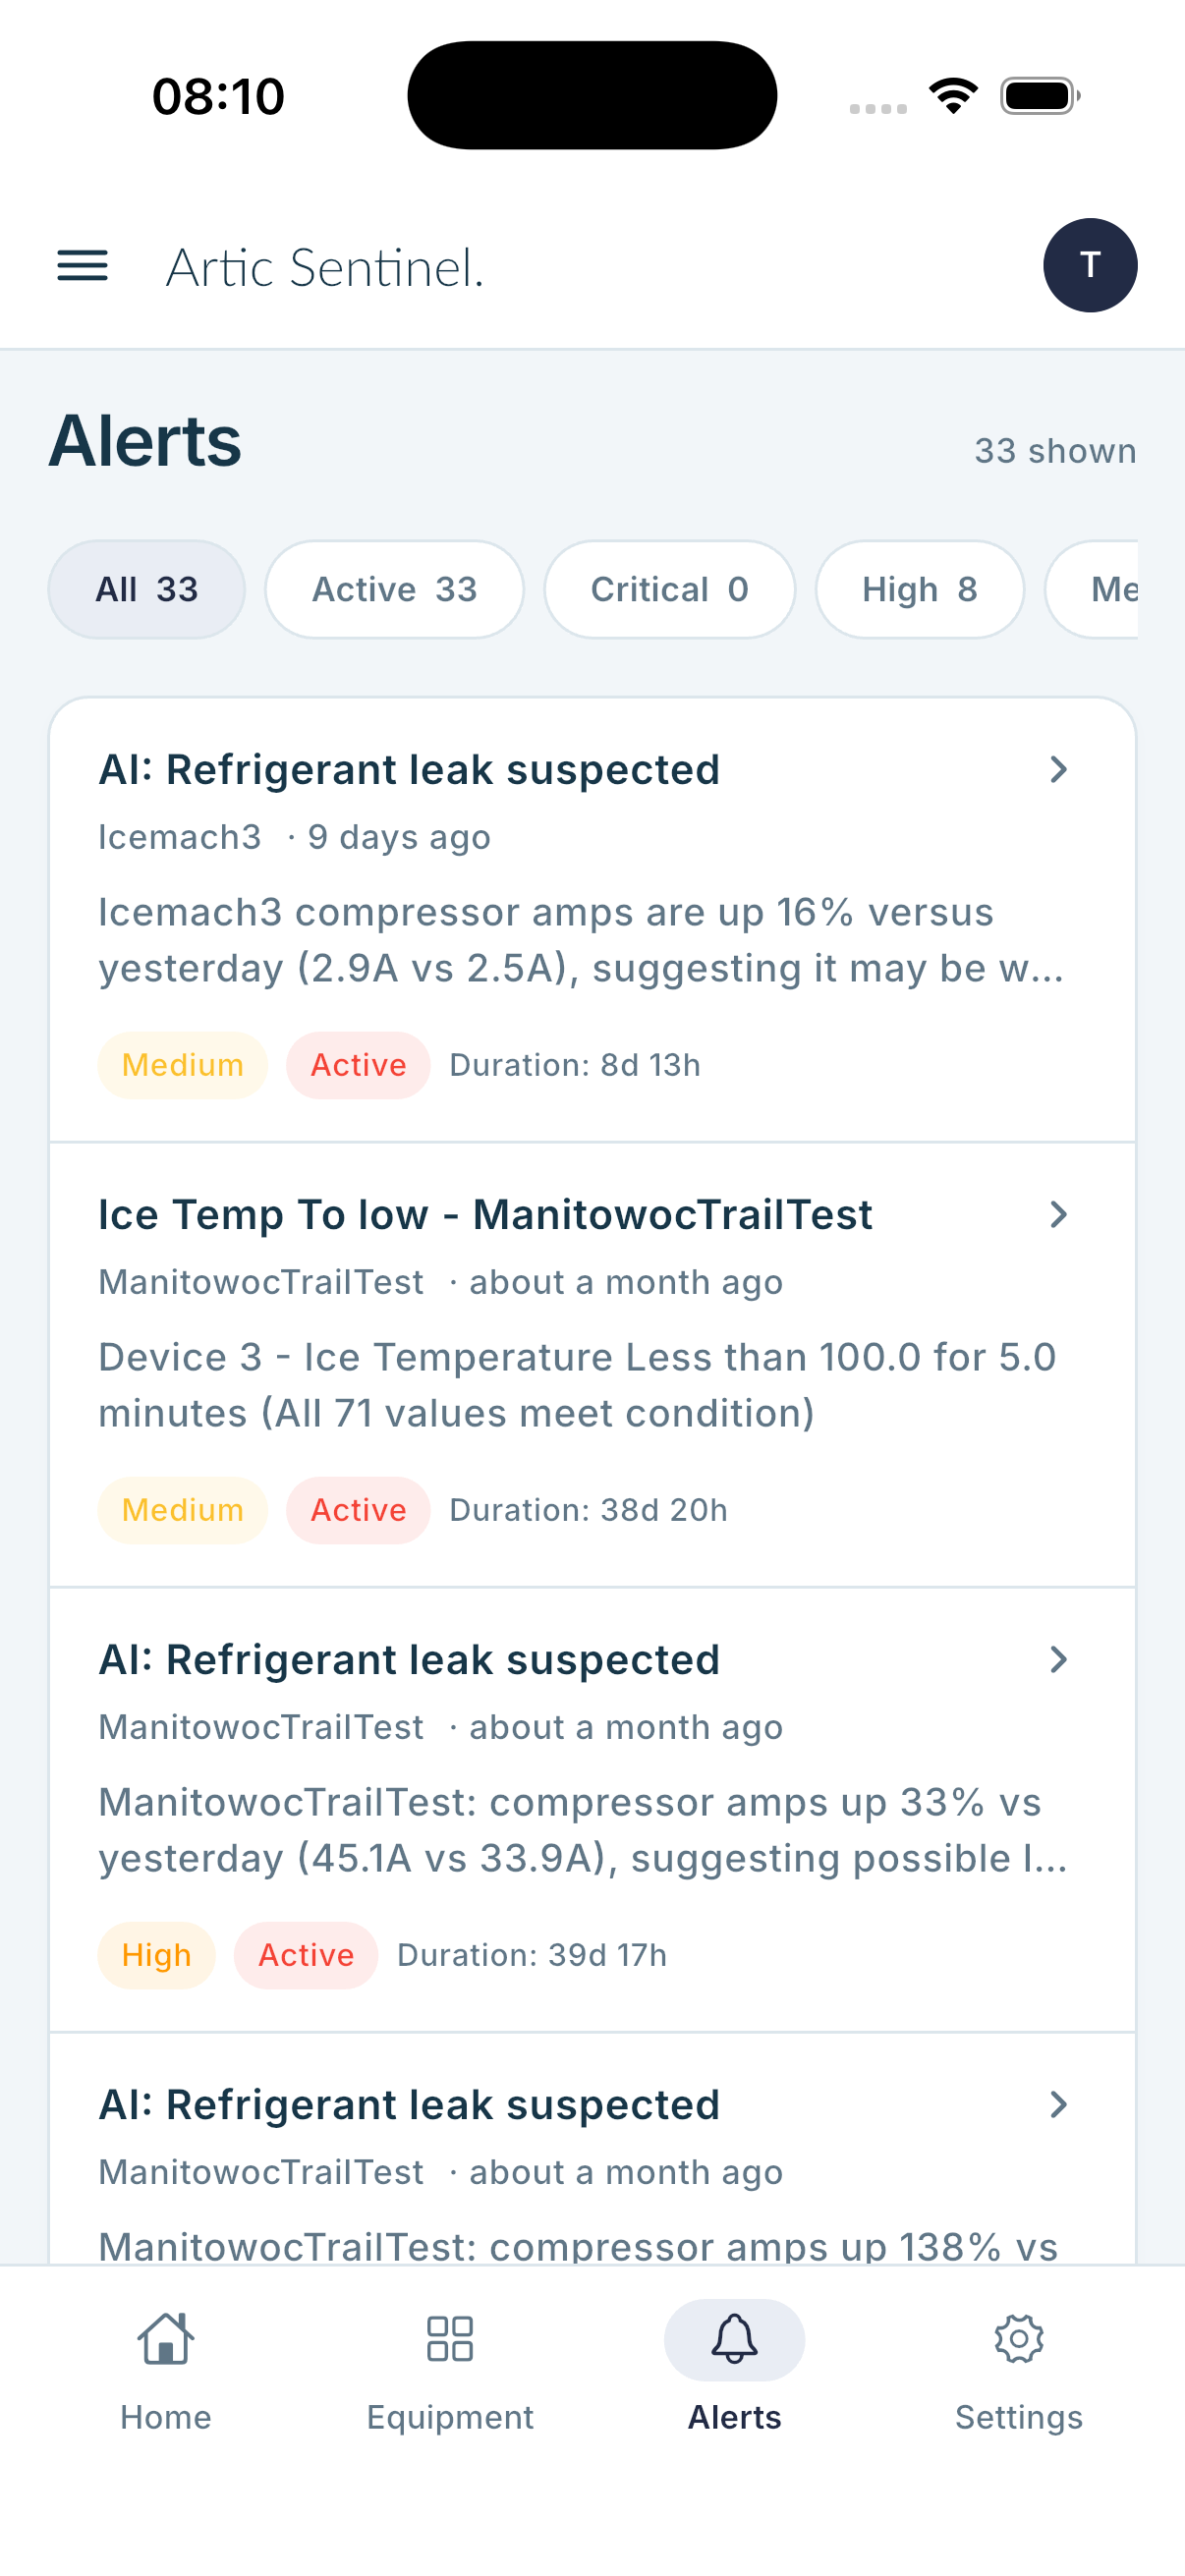 08:10
Artic Sentinel.
T
Alerts
33 shown
All 33
Active 33
Critical 0
High 8
Me
AI: Refrigerant leak suspected
Icemach3 · 9 days ago
Icemach3 compressor amps are up 16% versus
yesterday (2.9A vs 2.5A), suggesting it may be w...
Medium Active Duration: 8d 13h
Ice Temp To low - ManitowocTrailTest
ManitowocTrailTest · about a month ago
Device 3 - Ice Temperature Less than 100.0 for 5.0
minutes (All 71 values meet condition)
Medium Active Duration: 38d 20h
AI: Refrigerant leak suspected
ManitowocTrailTest · about a month ago
ManitowocTrailTest: compressor amps up 33% vs
yesterday (45.1A vs 33.9A), suggesting possible l...
High Active Duration: 39d 17h
AI: Refrigerant leak suspected
ManitowocTrailTest · about a month ago
ManitowocTrailTest: compressor amps up 138% vs
Home
Equipment
Alerts
Settings